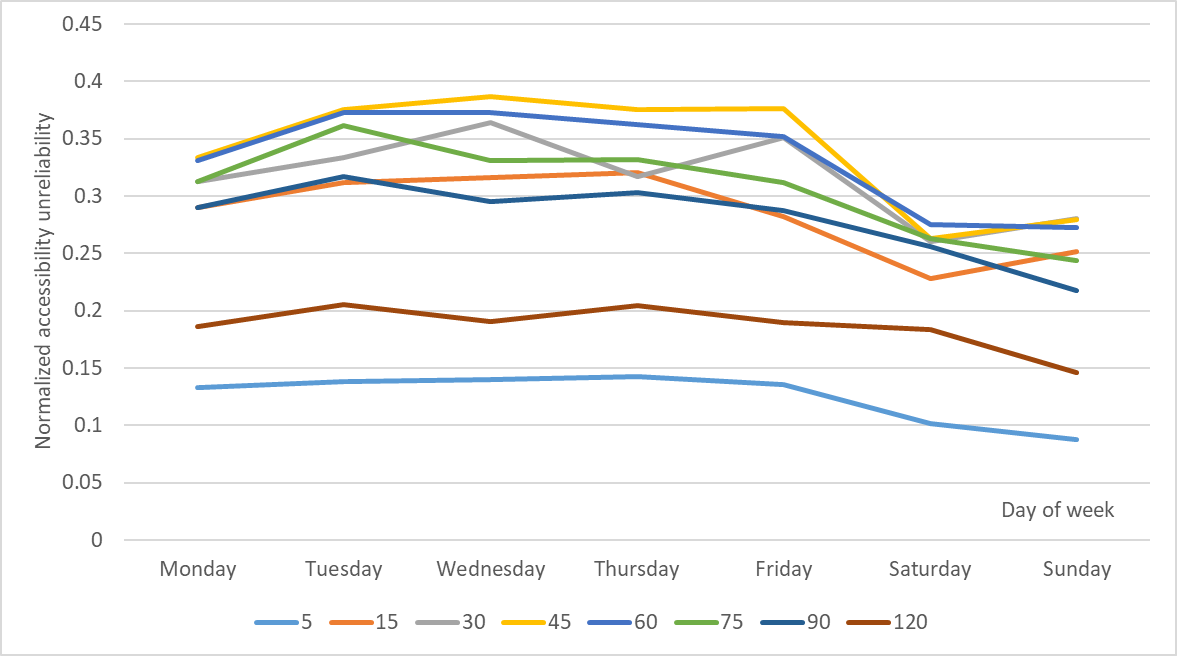 0.45
0.4
0.35
0.3
0.25
0.2
0.15
0.1
0.05
0
Normalized accessibility unreliability
Day of week
Monday Tuesday Wednesday Thursday Friday Saturday Sunday
5 15 30 45 60 75 90 120